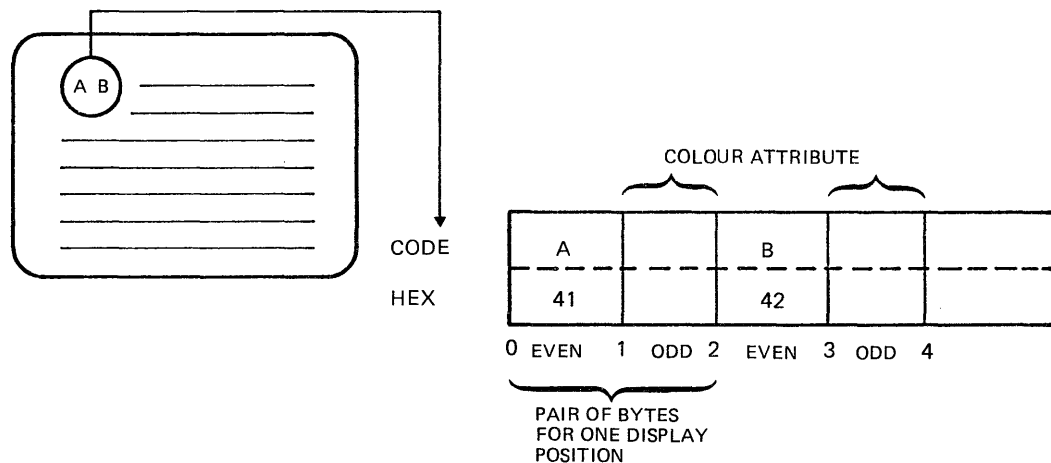 A B
COLOUR ATTRIBUTE
CODE A B
HEX 41 42
0 EVEN 1 ODD 2 EVEN 3 ODD 4
PAIR OF BYTES
FOR ONE DISPLAY
POSITION